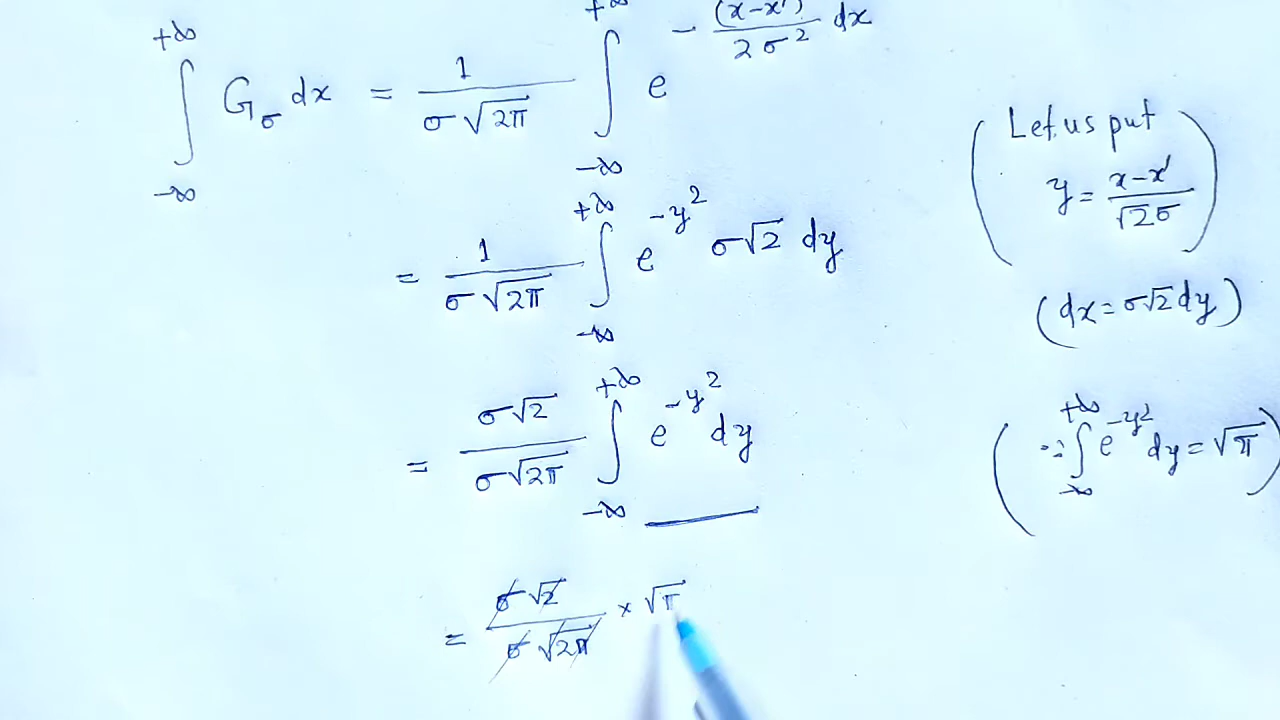 ∫_{-∞}^{+∞} G_σ dx = 1/(σ√2π) ∫_{-∞}^{+∞} e^{-(x-x')/2σ²} dx
(Let us put
y = (x-x')/(√2σ))
= 1/(σ√2π) ∫_{-∞}^{+∞} e^{-y²} σ√2 dy
(dx = σ√2 dy)
= σ√2/(σ√2π) ∫_{-∞}^{+∞} e^{-y²} dy
(∵ ∫_{-∞}^{+∞} e^{-y²} dy = √π)
= σ√2/(σ√2π) × √π